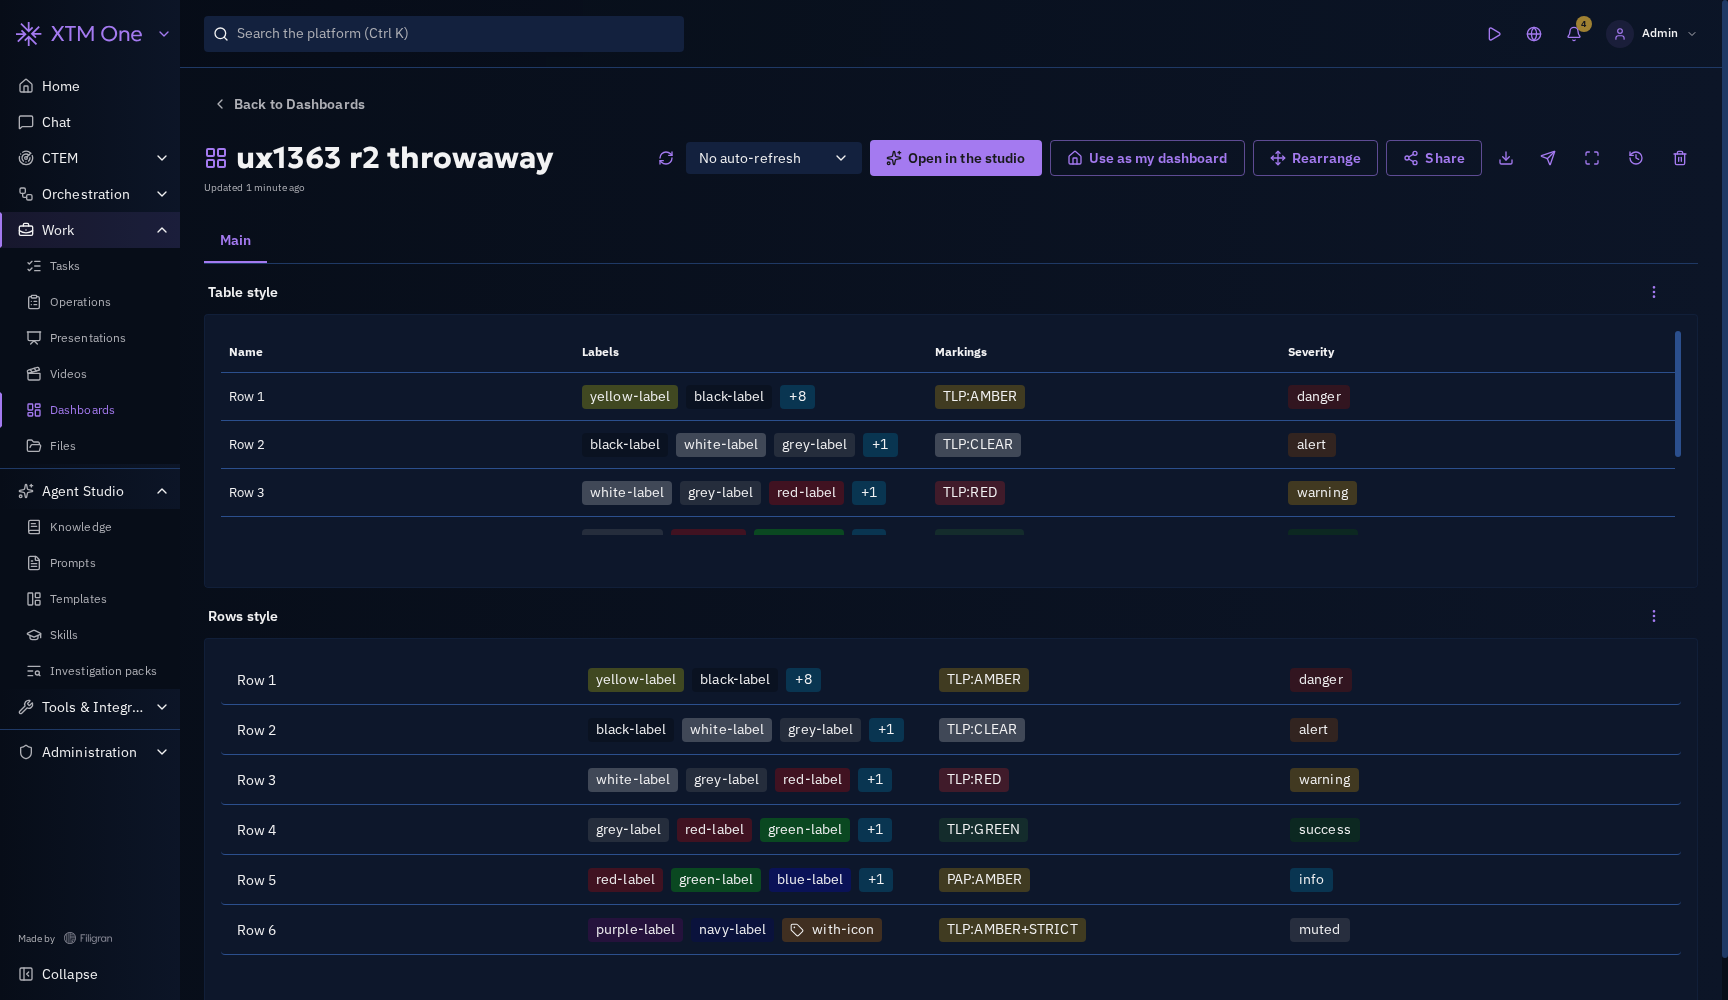 XTM One
Search the platform (Ctrl K)
4
Admin
Home
Chat
CTEM
Orchestration
Work
Tasks
Operations
Presentations
Videos
Dashboards
Files
Agent Studio
Knowledge
Prompts
Templates
Skills
Investigation packs
Tools & Integr...
Administration
Made by Filigran
Collapse
Back to Dashboards
ux1363 r2 throwaway
Updated 1 minute ago
No auto-refresh
Open in the studio
Use as my dashboard
Rearrange
Share
Main
Table style
Name Labels Markings Severity
Row 1 yellow-label black-label +8 TLP:AMBER danger
Row 2 black-label white-label grey-label +1 TLP:CLEAR alert
Row 3 white-label grey-label red-label +1 TLP:RED warning
Rows style
Row 1 yellow-label black-label +8 TLP:AMBER danger
Row 2 black-label white-label grey-label +1 TLP:CLEAR alert
Row 3 white-label grey-label red-label +1 TLP:RED warning
Row 4 grey-label red-label green-label +1 TLP:GREEN success
Row 5 red-label green-label blue-label +1 PAP:AMBER info
Row 6 purple-label navy-label with-icon TLP:AMBER+STRICT muted